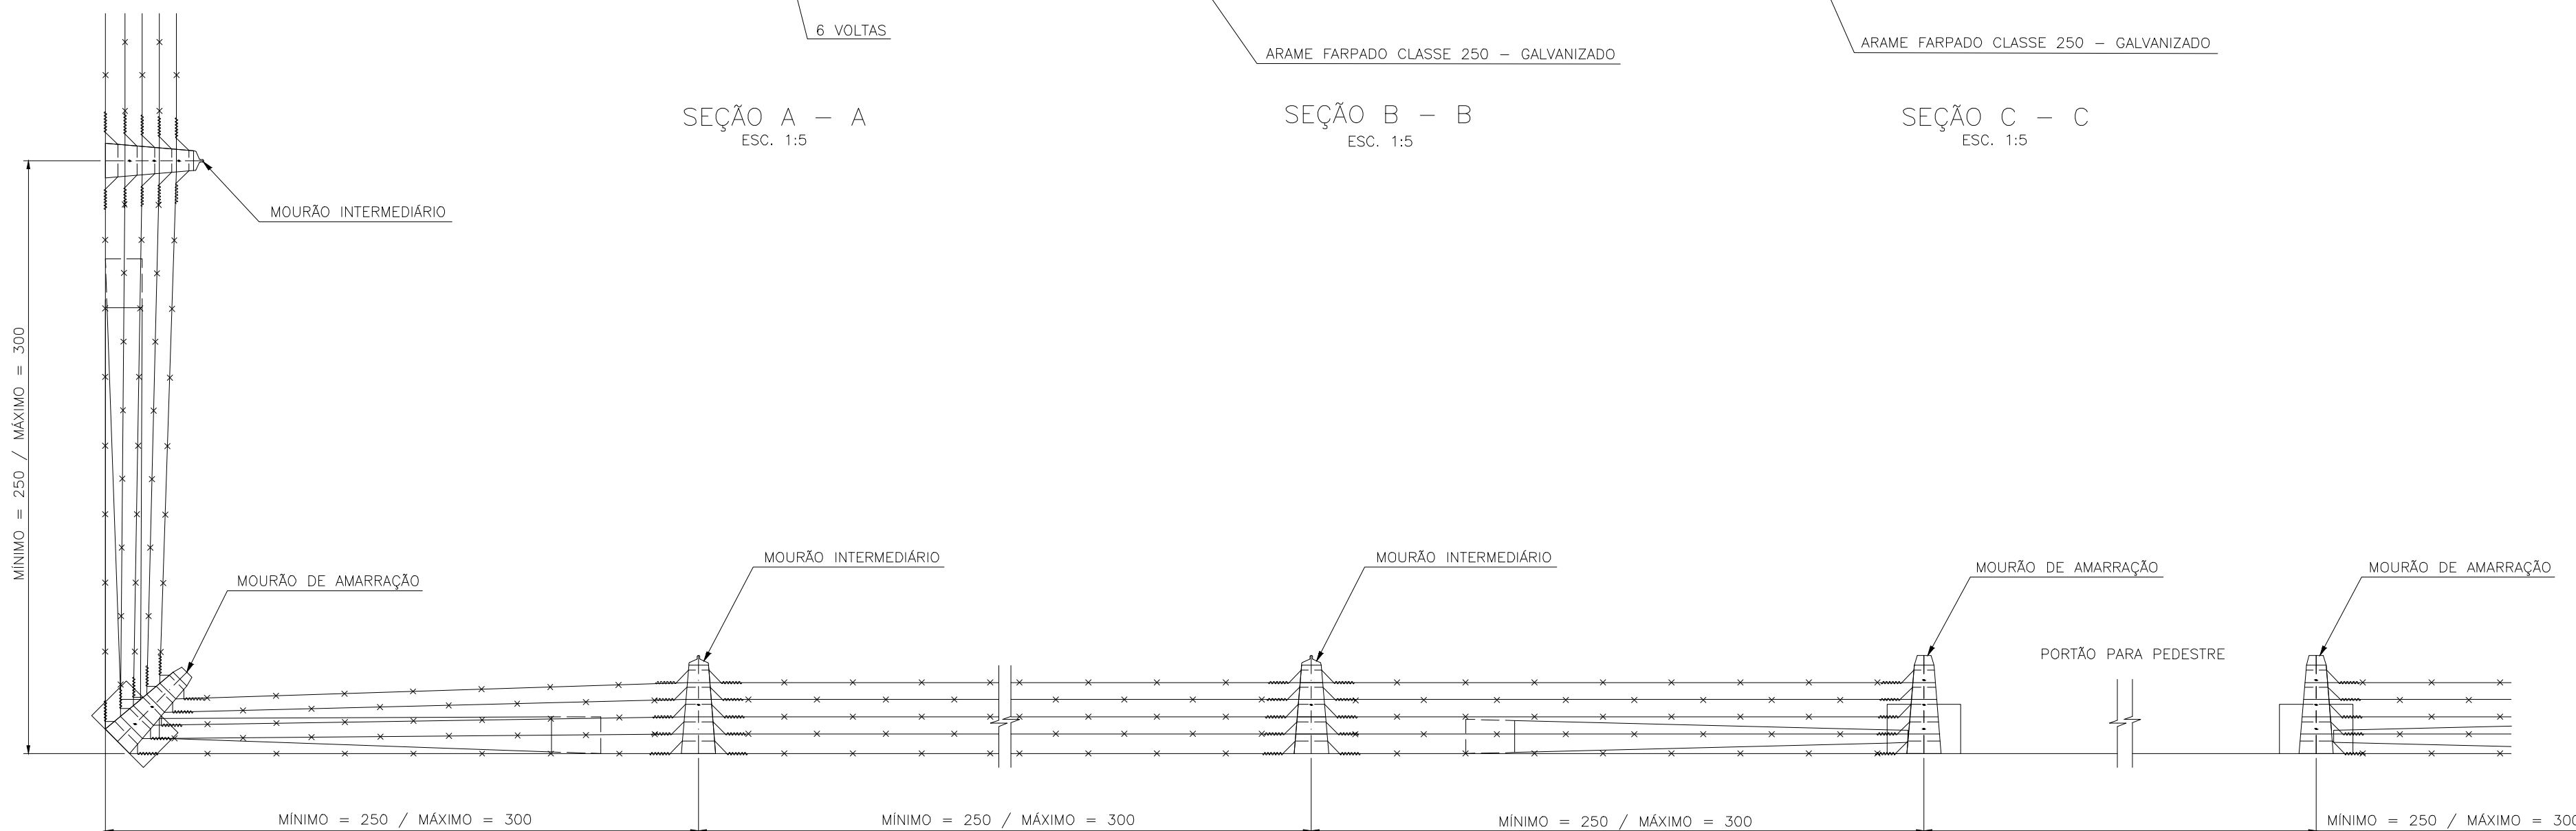 6 VOLTAS
ARAME FARPADO CLASSE 250 – GALVANIZADO
ARAME FARPADO CLASSE 250 – GALVANIZADO
SEÇÃO A – A
ESC. 1:5
SEÇÃO B – B
ESC. 1:5
SEÇÃO C – C
ESC. 1:5
MOURÃO INTERMEDIÁRIO
MÍNIMO = 250 / MÁXIMO = 300
MOURÃO DE AMARRAÇÃO
MOURÃO INTERMEDIÁRIO
MOURÃO INTERMEDIÁRIO
MOURÃO DE AMARRAÇÃO
MOURÃO DE AMARRAÇÃO
PORTÃO PARA PEDESTRE
MÍNIMO = 250 / MÁXIMO = 300
MÍNIMO = 250 / MÁXIMO = 300
MÍNIMO = 250 / MÁXIMO = 300
MÍNIMO = 250 / MÁXIMO = 300